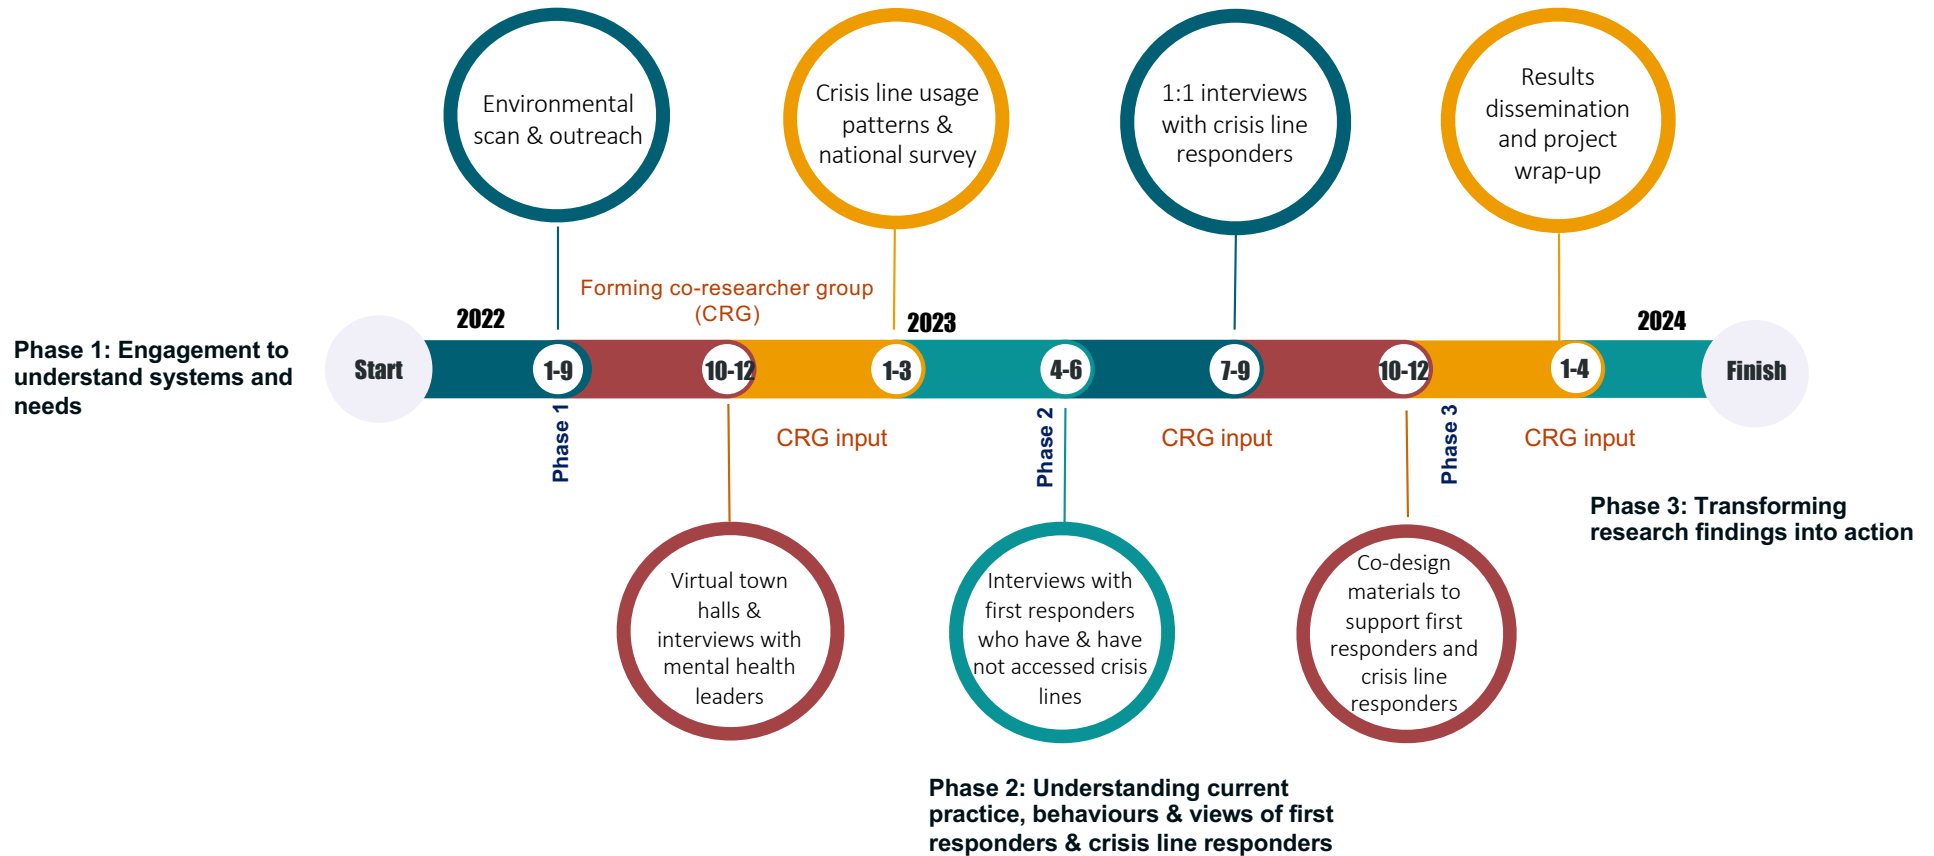 Environmental
scan & outreach
Crisis line usage
patterns &
national survey
1:1 interviews
with crisis line
responders
Results
dissemination
and project
wrap-up
Forming co-researcher group
(CRG)
2022
2023
2024
Phase 1: Engagement to
understand systems and
needs
Start
1-9
10-12
1-3
4-6
7-9
10-12
1-4
Finish
Phase 1
CRG input
Phase 2
CRG input
Phase 3
CRG input
Phase 3: Transforming
research findings into action
Virtual town
halls &
interviews with
mental health
leaders
Interviews with
first responders
who have & have
not accessed crisis
lines
Co-design
materials to
support first
responders and
crisis line
responders
Phase 2: Understanding current
practice, behaviours & views of first
responders & crisis line responders